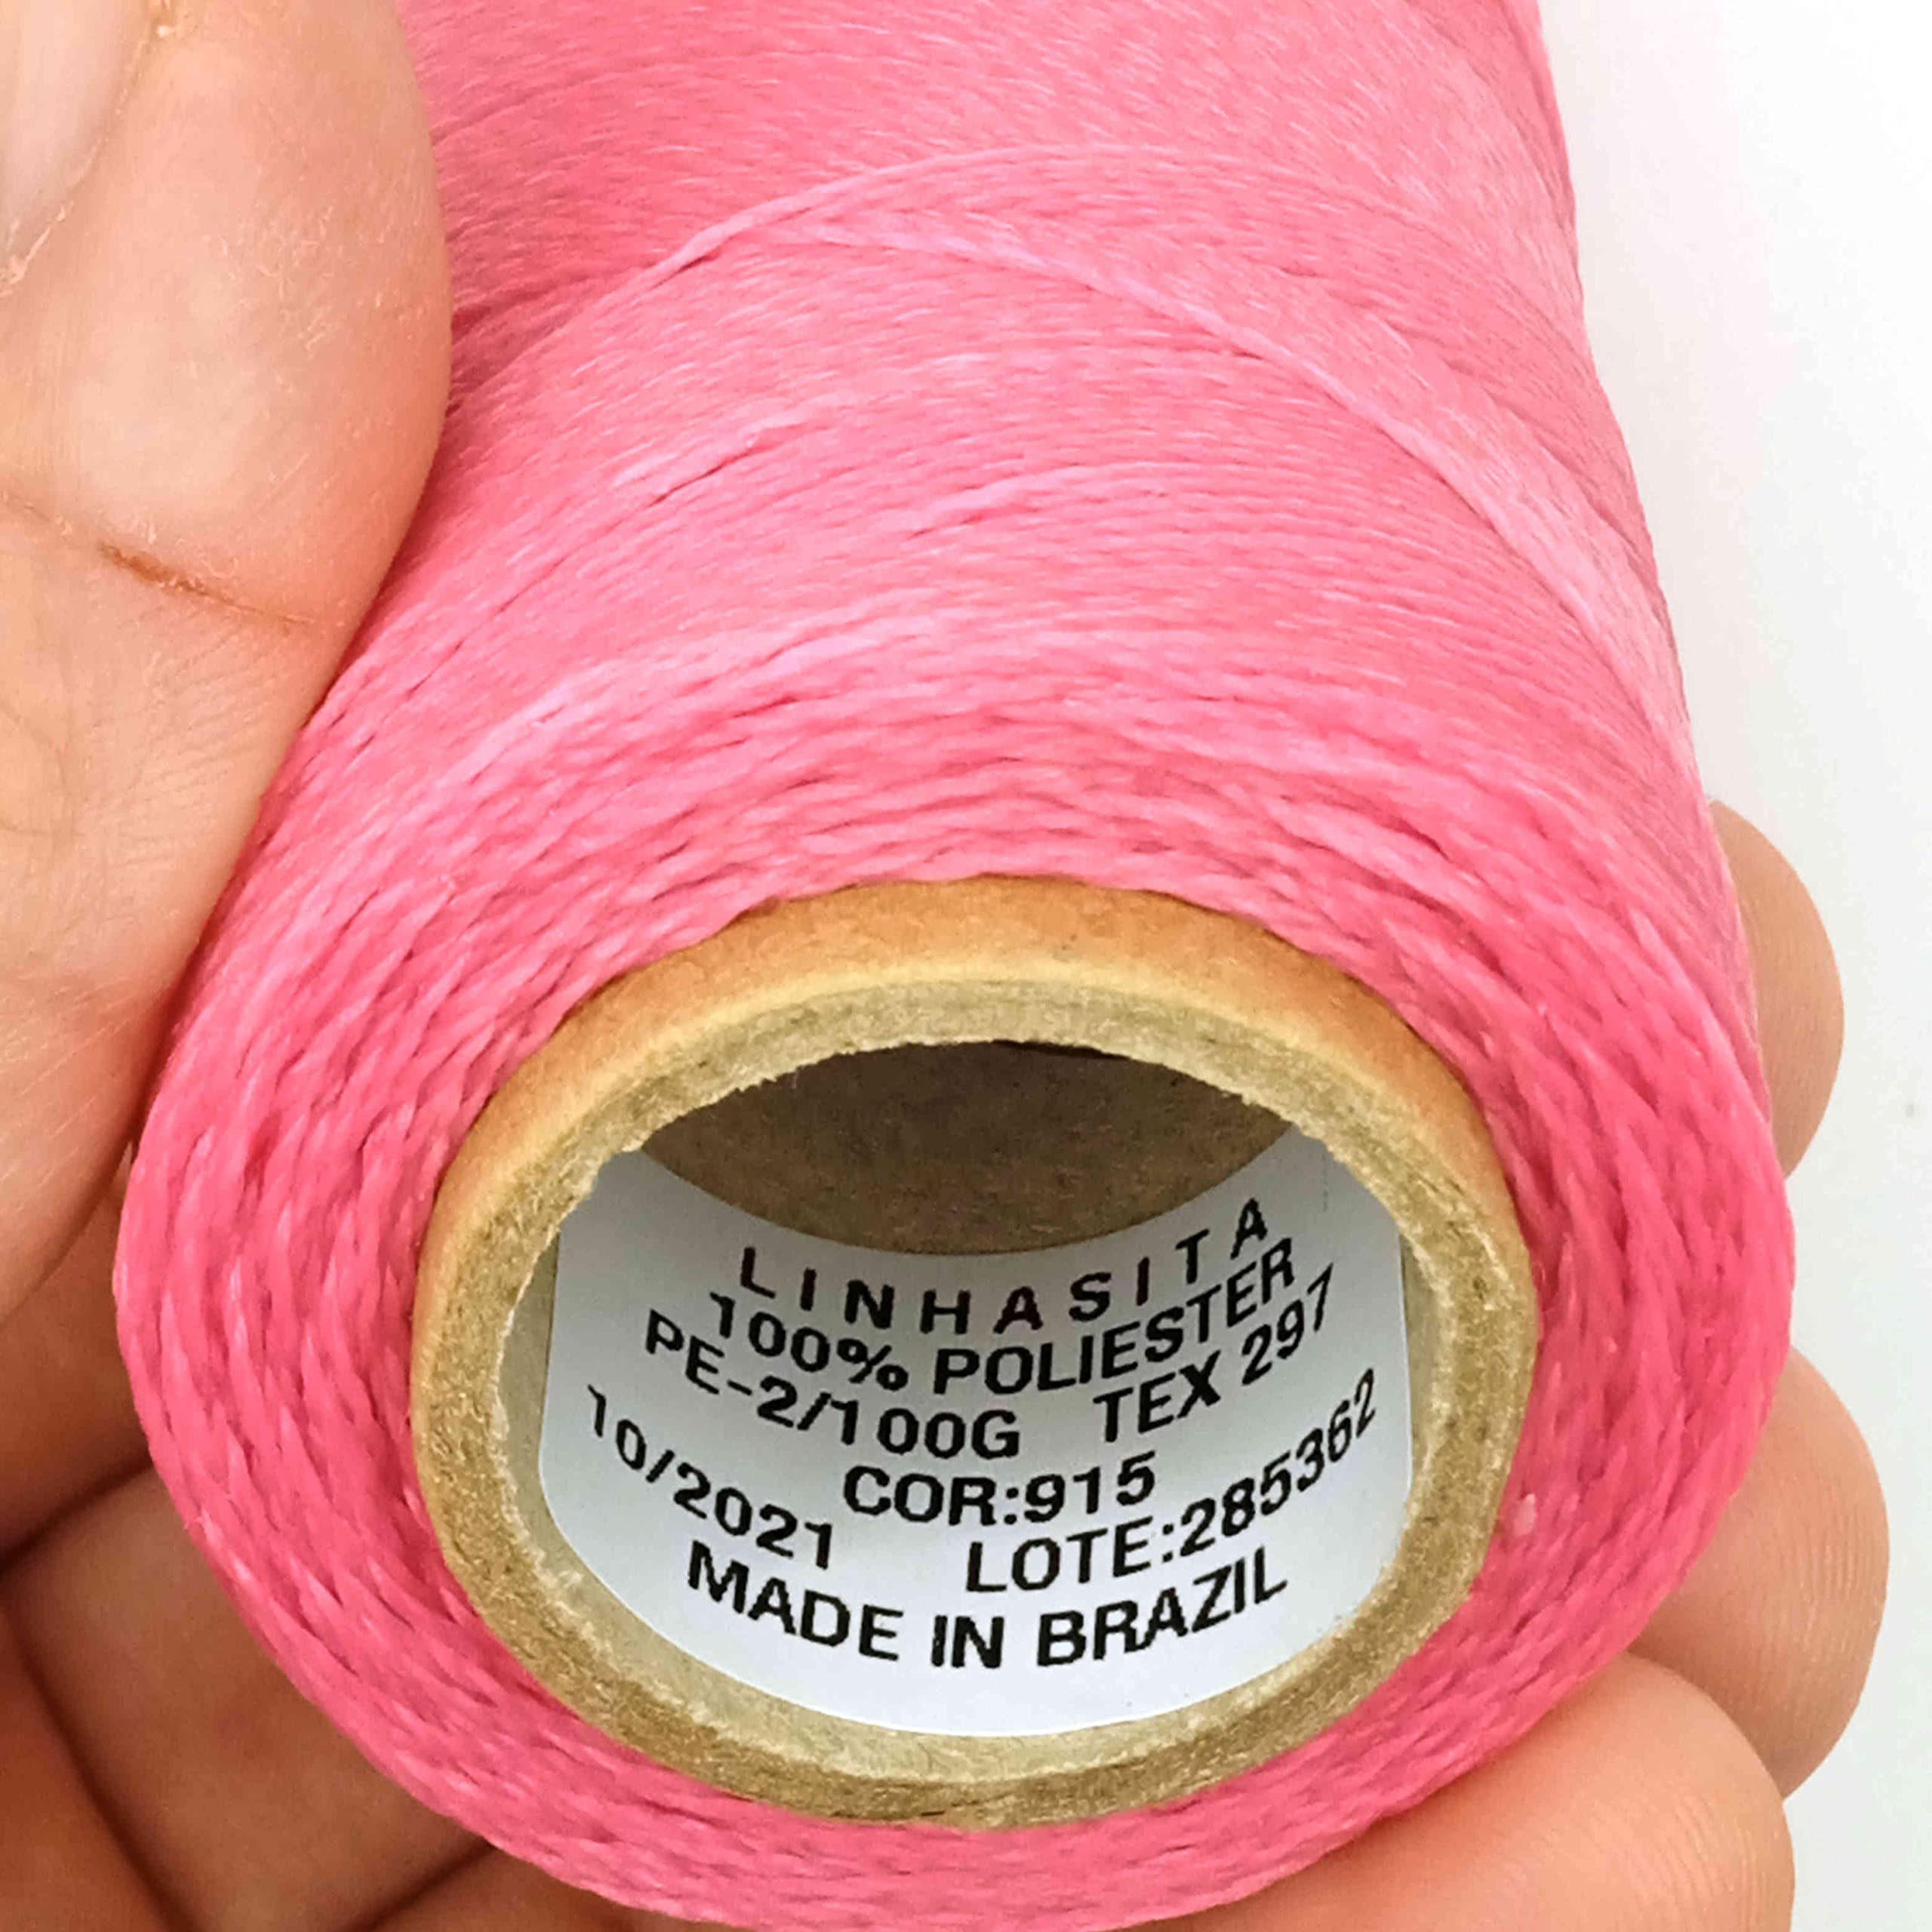 LINHASITA
100% POLIESTER
PE-2/100G TEX 297
COR:915
10/2021 LOTE:285362
MADE IN BRAZIL